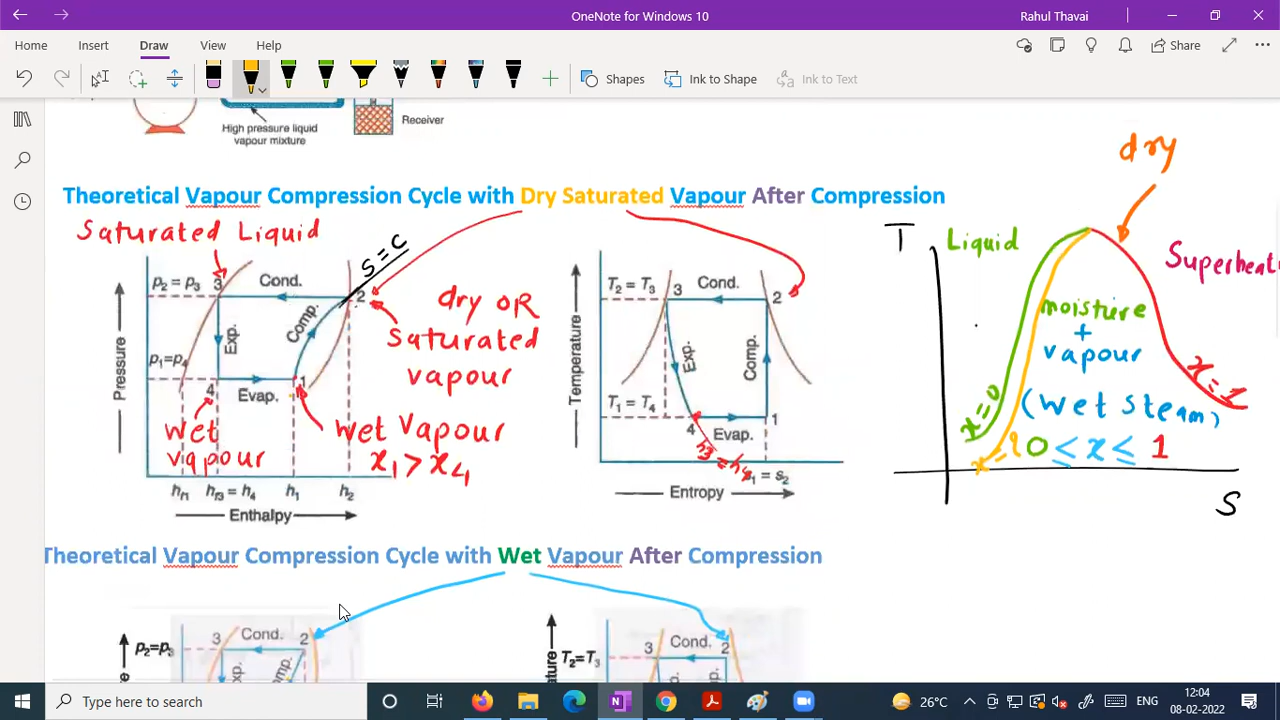 OneNote for Windows 10
Rahul Thavai
Home Insert Draw View Help
Share
Shapes Ink to Shape Ink to Text
High pressure liquid
vapour mixture
Receiver
dry
Theoretical Vapour Compression Cycle with Dry Saturated Vapour After Compression
Saturated Liquid
S = C
p2 = p3 3 Cond. 2
Exp. Comp.
p1=p4
4 Evap. 1
Pressure
dry OR
Saturated
vapour
wet
vapour
wet Vapour
x1 > x4
hf1 hf3 = h4 h1 h2
Enthalpy
T2 = T3 3 Cond. 2
Exp. Comp.
T1 = T4
4 Evap. 1
Temperature
h3 = h4
s1 = s2
Entropy
T
Liquid
Superheat
moisture
+
vapour
(wet steam)
x=0
x=1
0 ≤ x ≤ 1
S
Theoretical Vapour Compression Cycle with Wet Vapour After Compression
p2=p3 3 Cond. 2
T2=T3 3 Cond. 2
Type here to search
26°C
ENG
12:04
08-02-2022